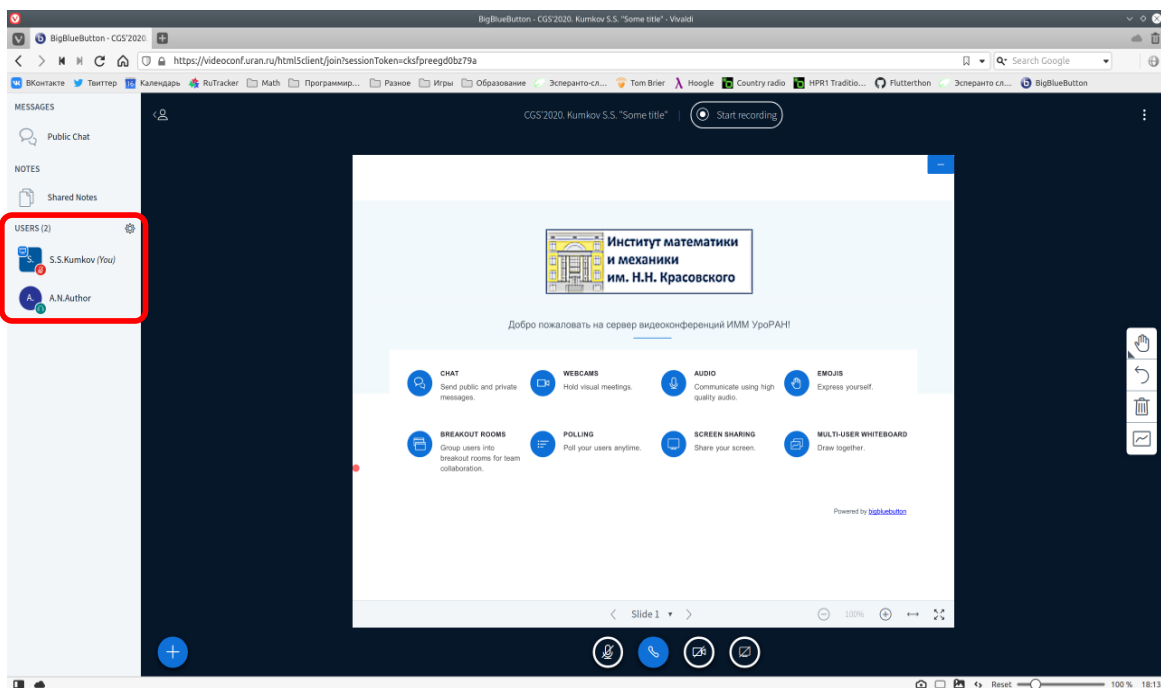 BigBlueButton - CGS'2020. Kumkov S.S. "Some title" - Vivaldi
BigBlueButton - CGS'2020.
https://videoconf.uran.ru/html5client/join?sessionToken=cksfpreegd0bz79a
Search Google
ВКонтакте Твиттер 16 Календарь RuTracker Math Программир... Разное Игры Образование Эсперанто-сл... Tom Brier Hoogle Country radio HPR1 Traditio... Flutterthon Эсперанто сл... BigBlueButton
MESSAGES
Public Chat
NOTES
Shared Notes
USERS (2)
S. S.S.Kumkov (You)
A. A.N.Author
CGS'2020. Kumkov S.S. "Some title" | Start recording
Институт математики
и механики
им. Н.Н. Красовского
Добро пожаловать на сервер видеоконференций ИММ УроРАН!
CHAT
Send public and private
messages.
WEBCAMS
Hold visual meetings.
AUDIO
Communicate using high
quality audio.
EMOJIS
Express yourself.
BREAKOUT ROOMS
Group users into
breakout rooms for team
collaboration.
POLLING
Poll your users anytime.
SCREEN SHARING
Share your screen.
MULTI-USER WHITEBOARD
Draw together.
Powered by bigbluebutton
Slide 1
100%
Reset 100 % 18:13